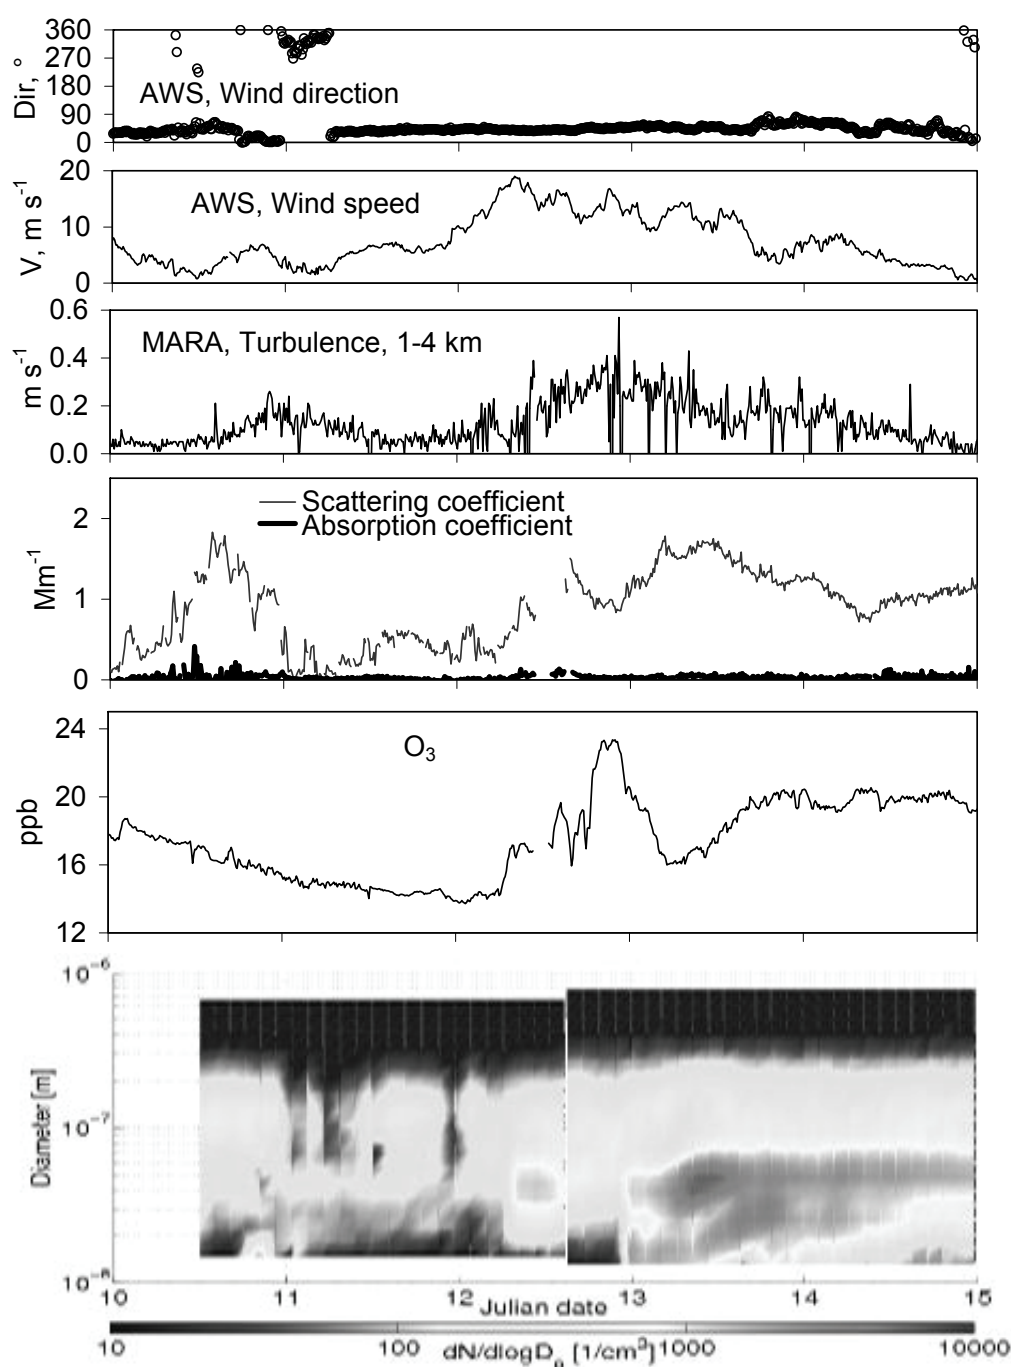 360
270
180
90
0
Dir, °
AWS, Wind direction
20
10
0
V, m s⁻¹
AWS, Wind speed
0.6
0.4
0.2
0.0
m s⁻¹
MARA, Turbulence, 1-4 km
2
1
0
Mm⁻¹
Scattering coefficient
Absorption coefficient
24
20
16
12
ppb
O₃
10⁻⁶
10⁻⁷
10⁻⁸
Diameter [m]
10 11 12 13 14 15
Julian date
10 100 1000 10000
dN/dlogDₚ [1/cm³]